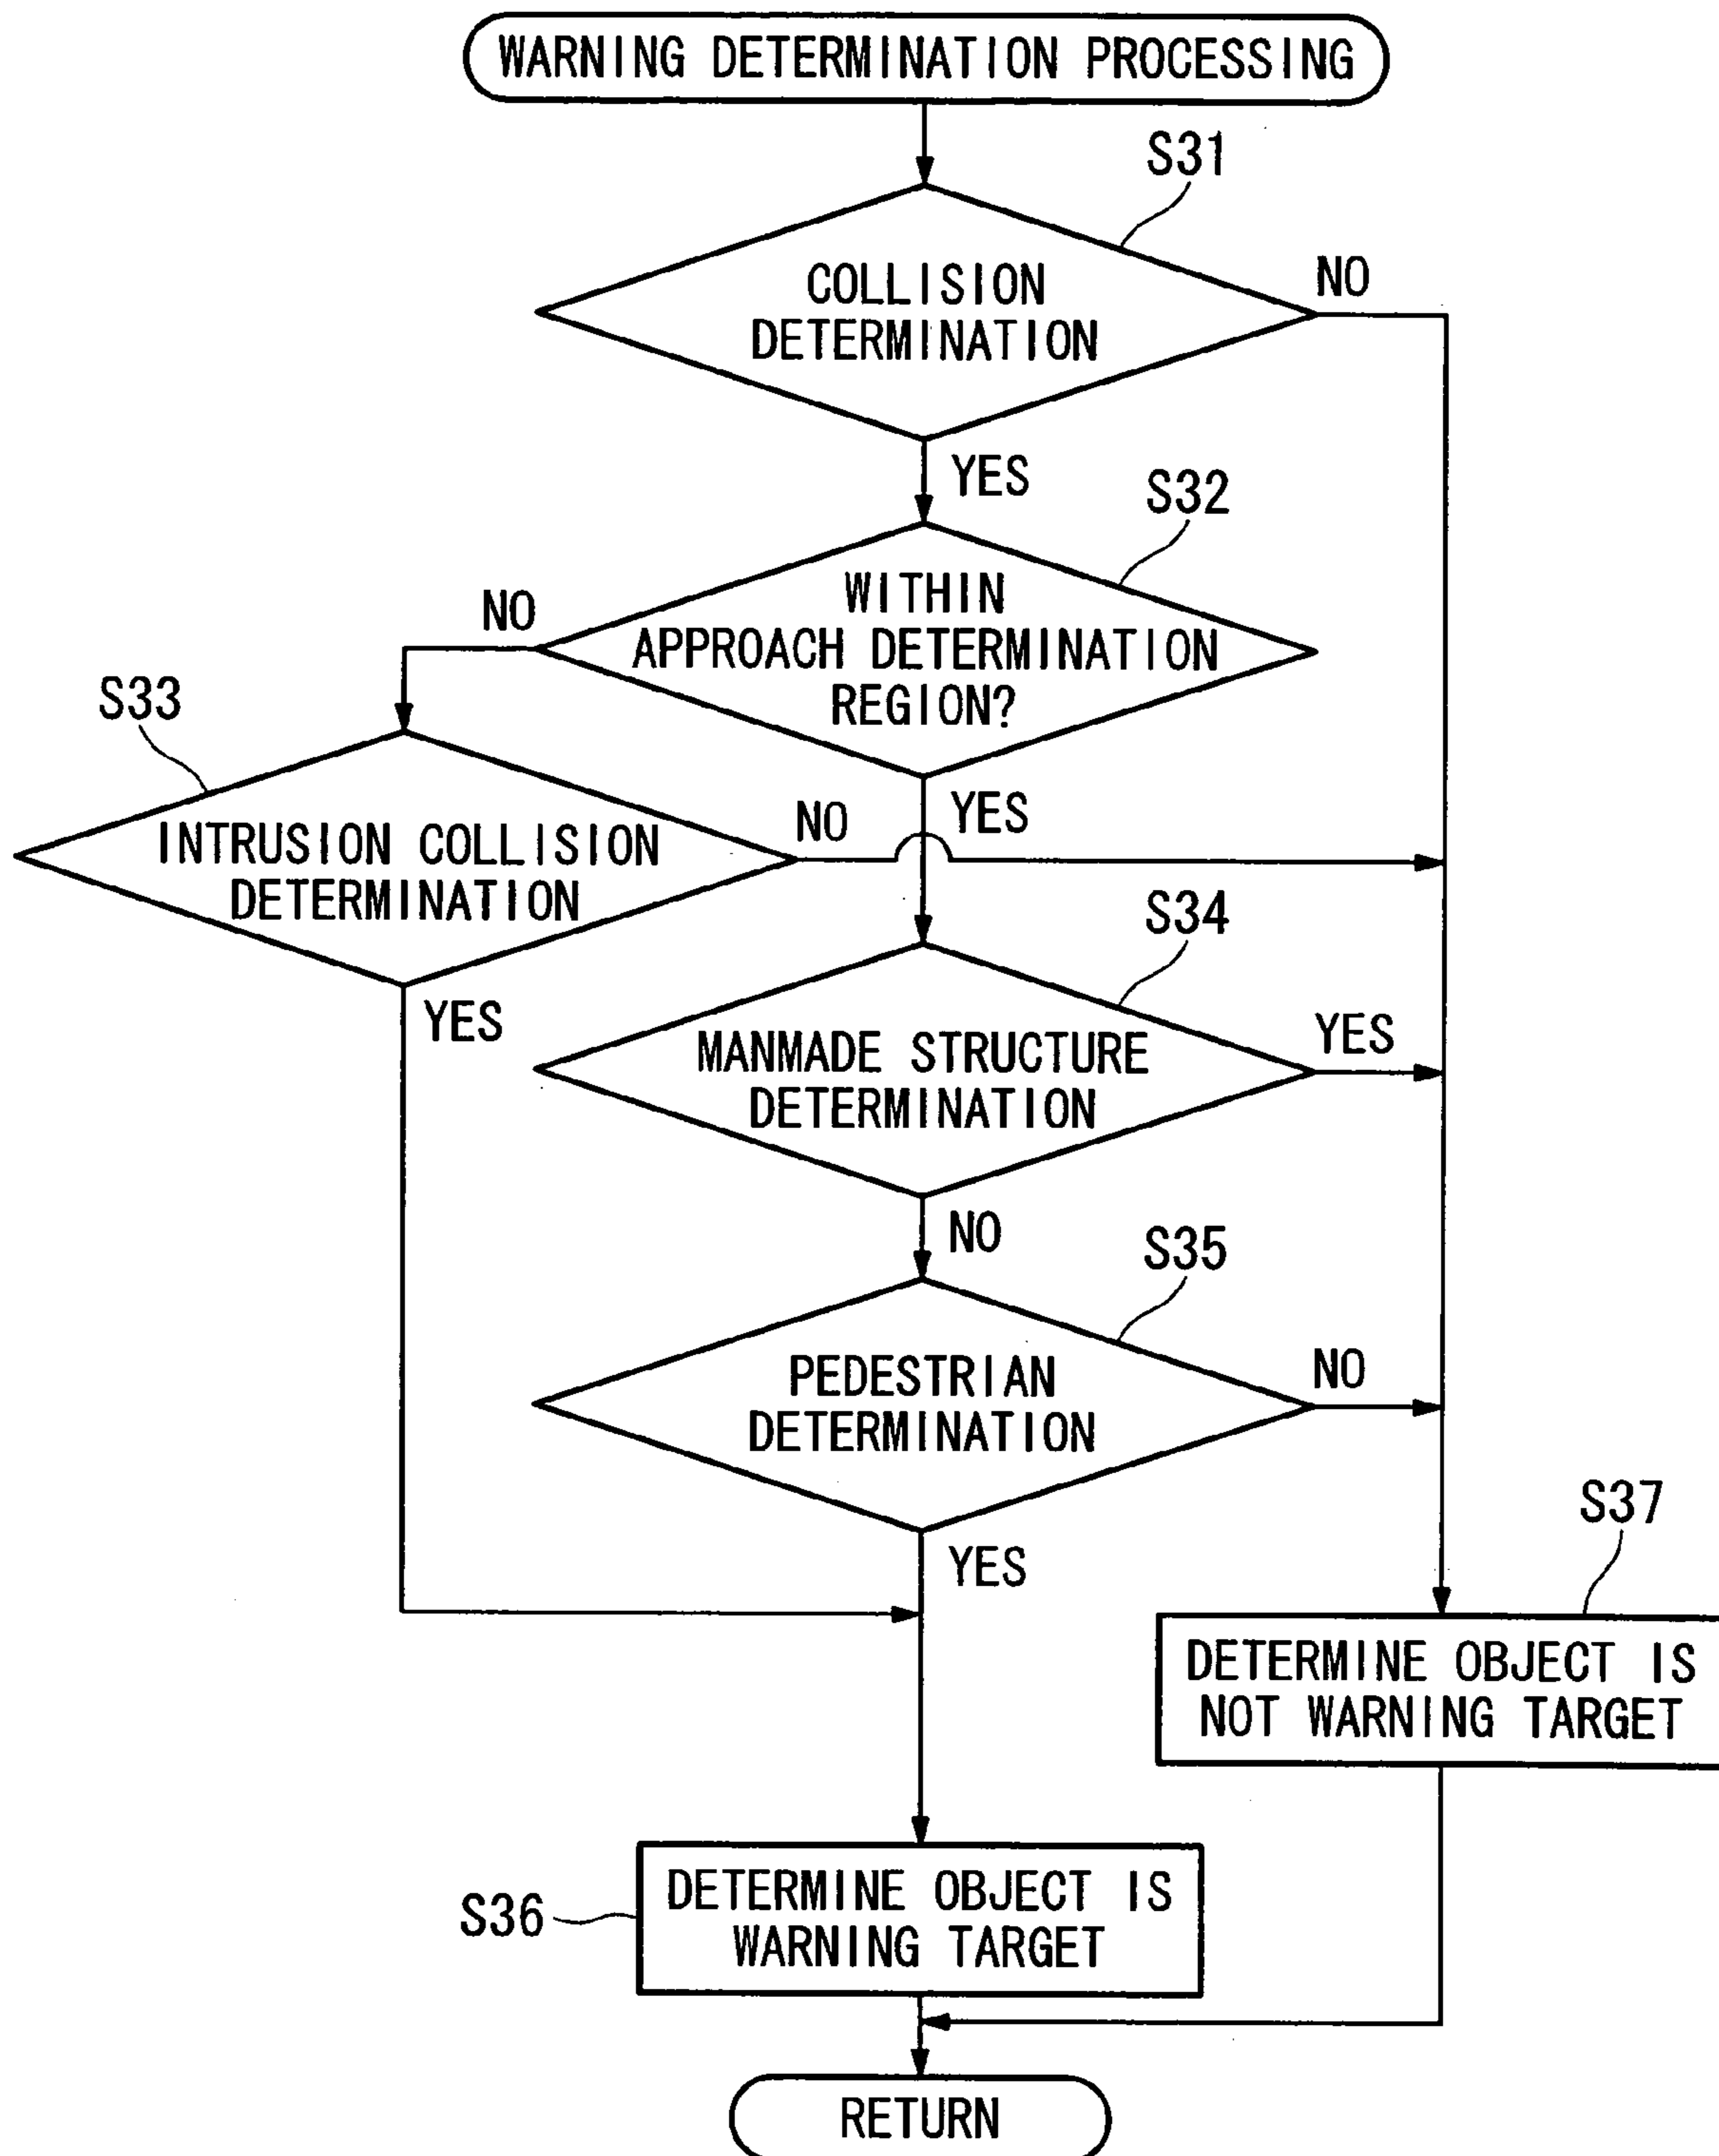 WARNING DETERMINATION PROCESSING
S31
COLLISION
DETERMINATION
NO
YES
S32
WITHIN
APPROACH DETERMINATION
REGION?
NO
YES
S33
INTRUSION COLLISION
DETERMINATION
NO
YES
S34
MANMADE STRUCTURE
DETERMINATION
YES
NO
S35
PEDESTRIAN
DETERMINATION
NO
YES
S37
DETERMINE OBJECT IS
NOT WARNING TARGET
S36
DETERMINE OBJECT IS
WARNING TARGET
RETURN